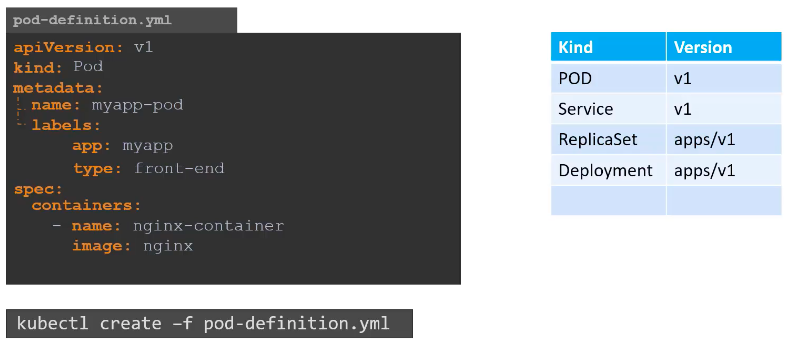 pod-definition.yml
apiVersion: v1
kind: Pod
metadata:
name: myapp-pod
labels:
app: myapp
type: front-end
spec:
containers:
- name: nginx-container
image: nginx
kubectl create –f pod-definition.yml
Kind Version
POD v1
Service v1
ReplicaSet apps/v1
Deployment apps/v1